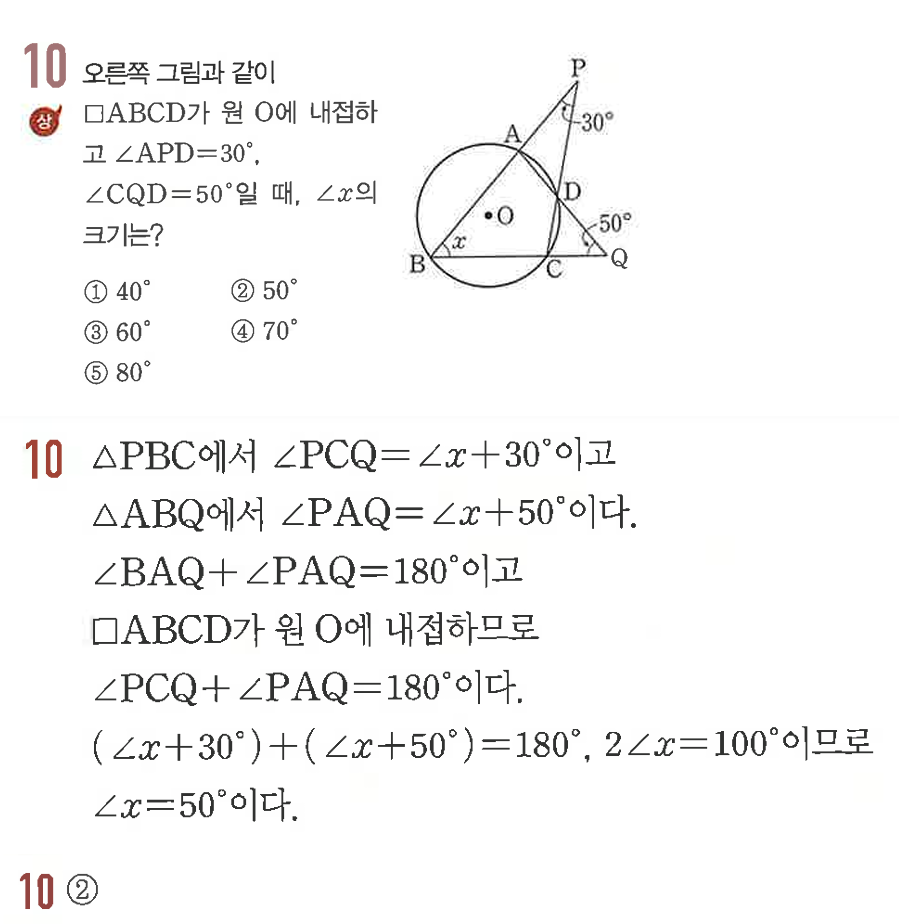 10 오른쪽 그림과 같이
상 □ABCD가 원 O에 내접하
고 ∠APD=30°,
∠CQD=50°일 때, ∠x의
크기는?
① 40° ② 50°
③ 60° ④ 70°
⑤ 80°
P
30°
A
D
O
50°
x
B
C
Q
10 △PBC에서 ∠PCQ=∠x+30°이고
△ABQ에서 ∠PAQ=∠x+50°이다.
∠BAQ+∠PAQ=180°이고
□ABCD가 원 O에 내접하므로
∠PCQ+∠PAQ=180°이다.
(∠x+30°)+(∠x+50°)=180°, 2∠x=100°이므로
∠x=50°이다.
10 ②